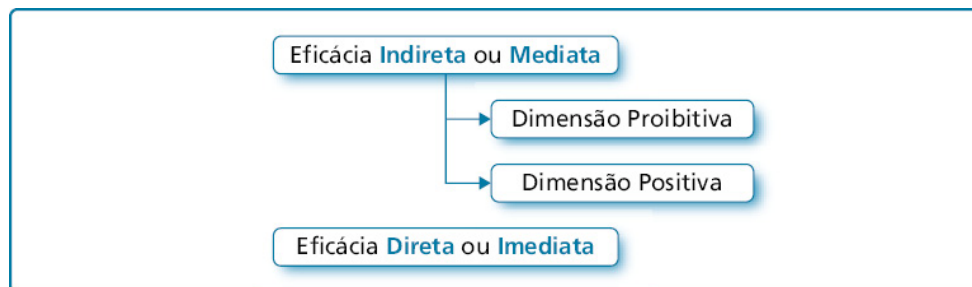 Eficácia Indireta ou Mediata
Dimensão Proibitiva
Dimensão Positiva
Eficácia Direta ou Imediata